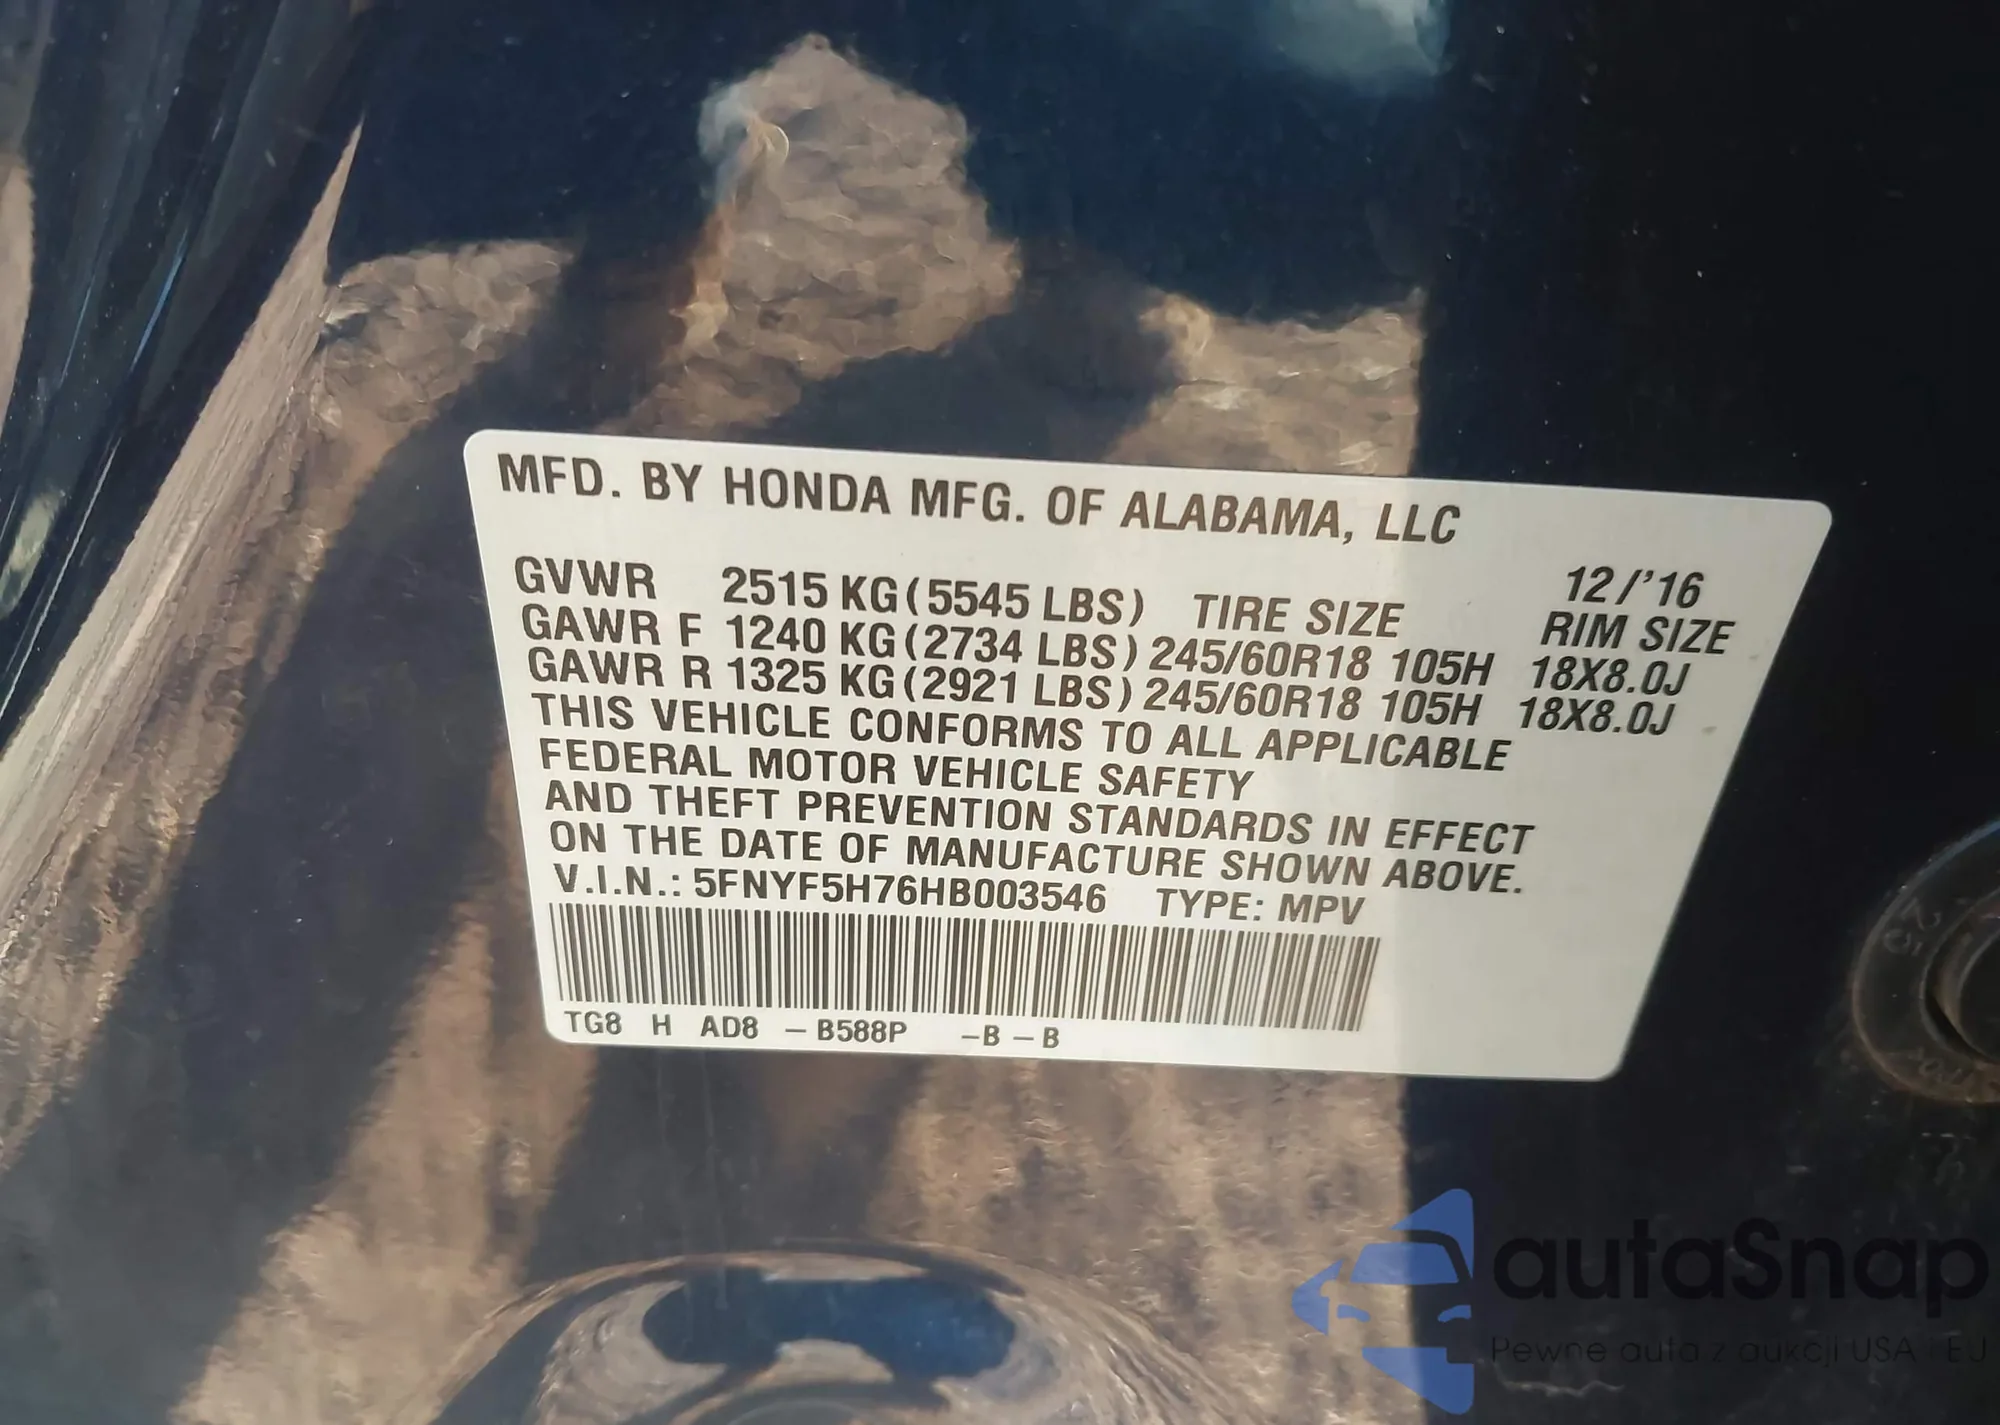 MFD. BY HONDA MFG. OF ALABAMA, LLC
12/'16
GVWR 2515 KG(5545 LBS) TIRE SIZE RIM SIZE
GAWR F 1240 KG(2734 LBS) 245/60R18 105H 18X8.0J
GAWR R 1325 KG(2921 LBS) 245/60R18 105H 18X8.0J
THIS VEHICLE CONFORMS TO ALL APPLICABLE
FEDERAL MOTOR VEHICLE SAFETY
AND THEFT PREVENTION STANDARDS IN EFFECT
ON THE DATE OF MANUFACTURE SHOWN ABOVE.
V.I.N.: 5FNYF5H76HB003546 TYPE: MPV
TG8 H AD8 – B588P –B – B
autaSnap
Pewne auta z aukcji USA i EU